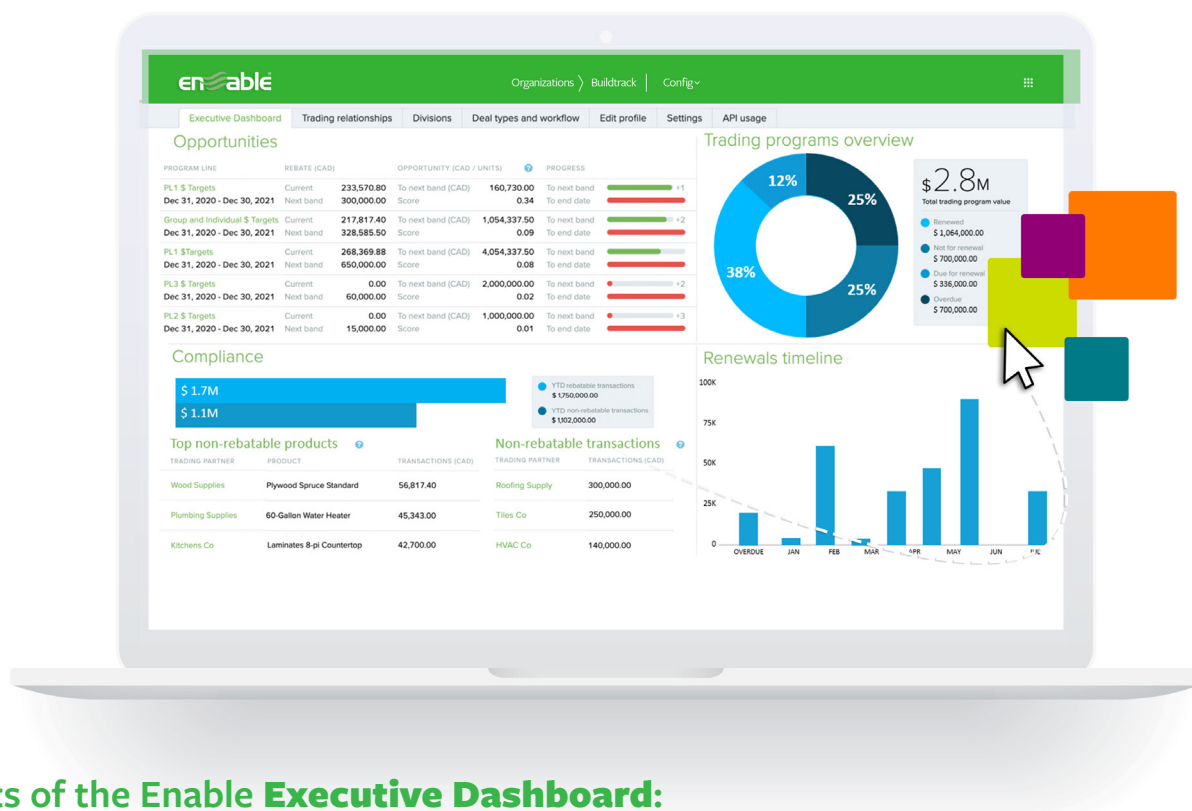 enable
Organizations 〉 Buildtrack | Config
Executive Dashboard Trading relationships Divisions Deal types and workflow Edit profile Settings API usage
Opportunities
PROGRAM LINE REBATE (CAD) OPPORTUNITY (CAD / UNITS) ? PROGRESS
PL1 $ Targets Current 233,570.80 To next band (CAD) 160,730.00 To next band +1
Dec 31, 2020 - Dec 30, 2021 Next band 300,000.00 Score 0.34 To end date
Group and Individual $ Targets Current 217,817.40 To next band (CAD) 1,054,337.50 To next band +2
Dec 31, 2020 - Dec 30, 2021 Next band 328,585.50 Score 0.09 To end date
PL1 $Targets Current 268,369.88 To next band (CAD) 4,054,337.50 To next band
Dec 31, 2020 - Dec 30, 2021 Next band 650,000.00 Score 0.08 To end date
PL3 $ Targets Current 0.00 To next band (CAD) 2,000,000.00 To next band +2
Dec 31, 2020 - Dec 30, 2021 Next band 60,000.00 Score 0.02 To end date
PL2 $ Targets Current 0.00 To next band (CAD) 1,000,000.00 To next band +3
Dec 31, 2020 - Dec 30, 2021 Next band 15,000.00 Score 0.01 To end date
Trading programs overview
12%
25%
38%
25%
$2.8M
Total trading program value
Renewed
$ 1,064,000.00
Not for renewal
$ 700,000.00
Due for renewal
$ 336,000.00
Overdue
$ 700,000.00
Compliance
$ 1.7M
$ 1.1M
YTD rebatable transactions
$ 1,750,000.00
YTD non-rebatable transactions
$ 1,102,000.00
Top non-rebatable products ?
TRADING PARTNER PRODUCT TRANSACTIONS (CAD)
Wood Supplies Plywood Spruce Standard 56,817.40
Plumbing Supplies 60-Gallon Water Heater 45,343.00
Kitchens Co Laminates 8-pi Countertop 42,700.00
Non-rebatable transactions ?
TRADING PARTNER TRANSACTIONS (CAD)
Roofing Supply 300,000.00
Tiles Co 250,000.00
HVAC Co 140,000.00
Renewals timeline
100K
75K
50K
25K
0
OVERDUE JAN FEB MAR APR MAY JUN JUL
ts of the Enable Executive Dashboard: